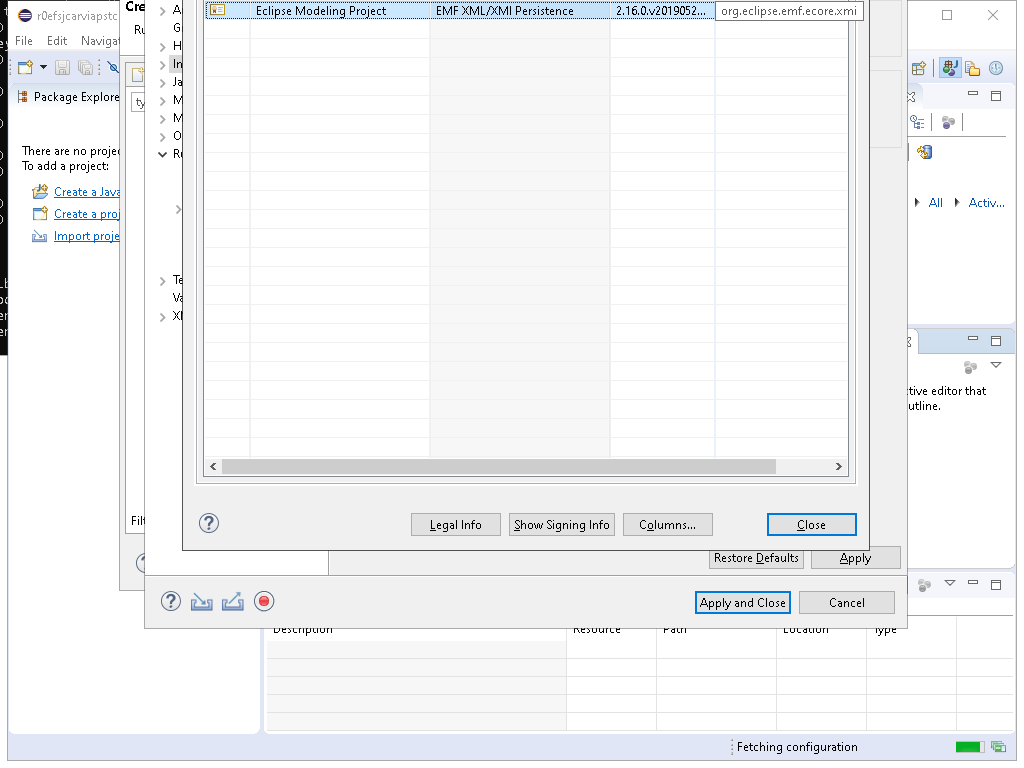 r0efsjcarviapstc
File Edit Navigat
Package Explore
There are no projec
To add a project:
Create a Java
Create a proj
Import proje
Cre
Ru
ty
Filt
A
G
H
In
Ja
M
M
O
Ru
Te
Va
XM
Eclipse Modeling Project EMF XML/XMI Persistence 2.16.0.v2019052... org.eclipse.emf.ecore.xmi
Legal Info Show Signing Info Columns... Close
Restore Defaults Apply
Apply and Close Cancel
All Activ...
ctive editor that
utline.
Description Resource Path Location Type
Fetching configuration